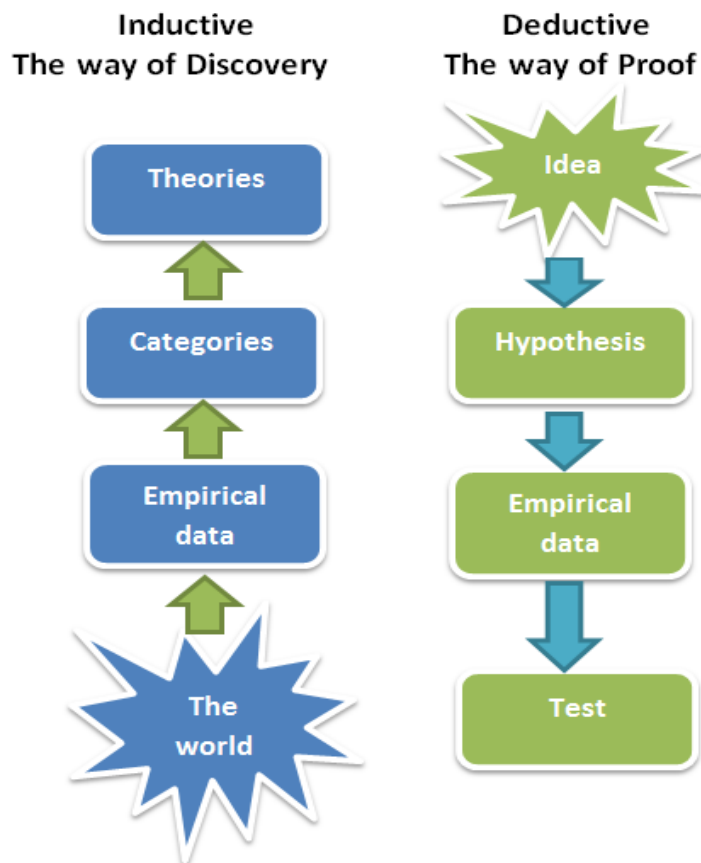 Inductive
The way of Discovery
Theories
Categories
Empirical
data
The
world
Deductive
The way of Proof
Idea
Hypothesis
Empirical
data
Test